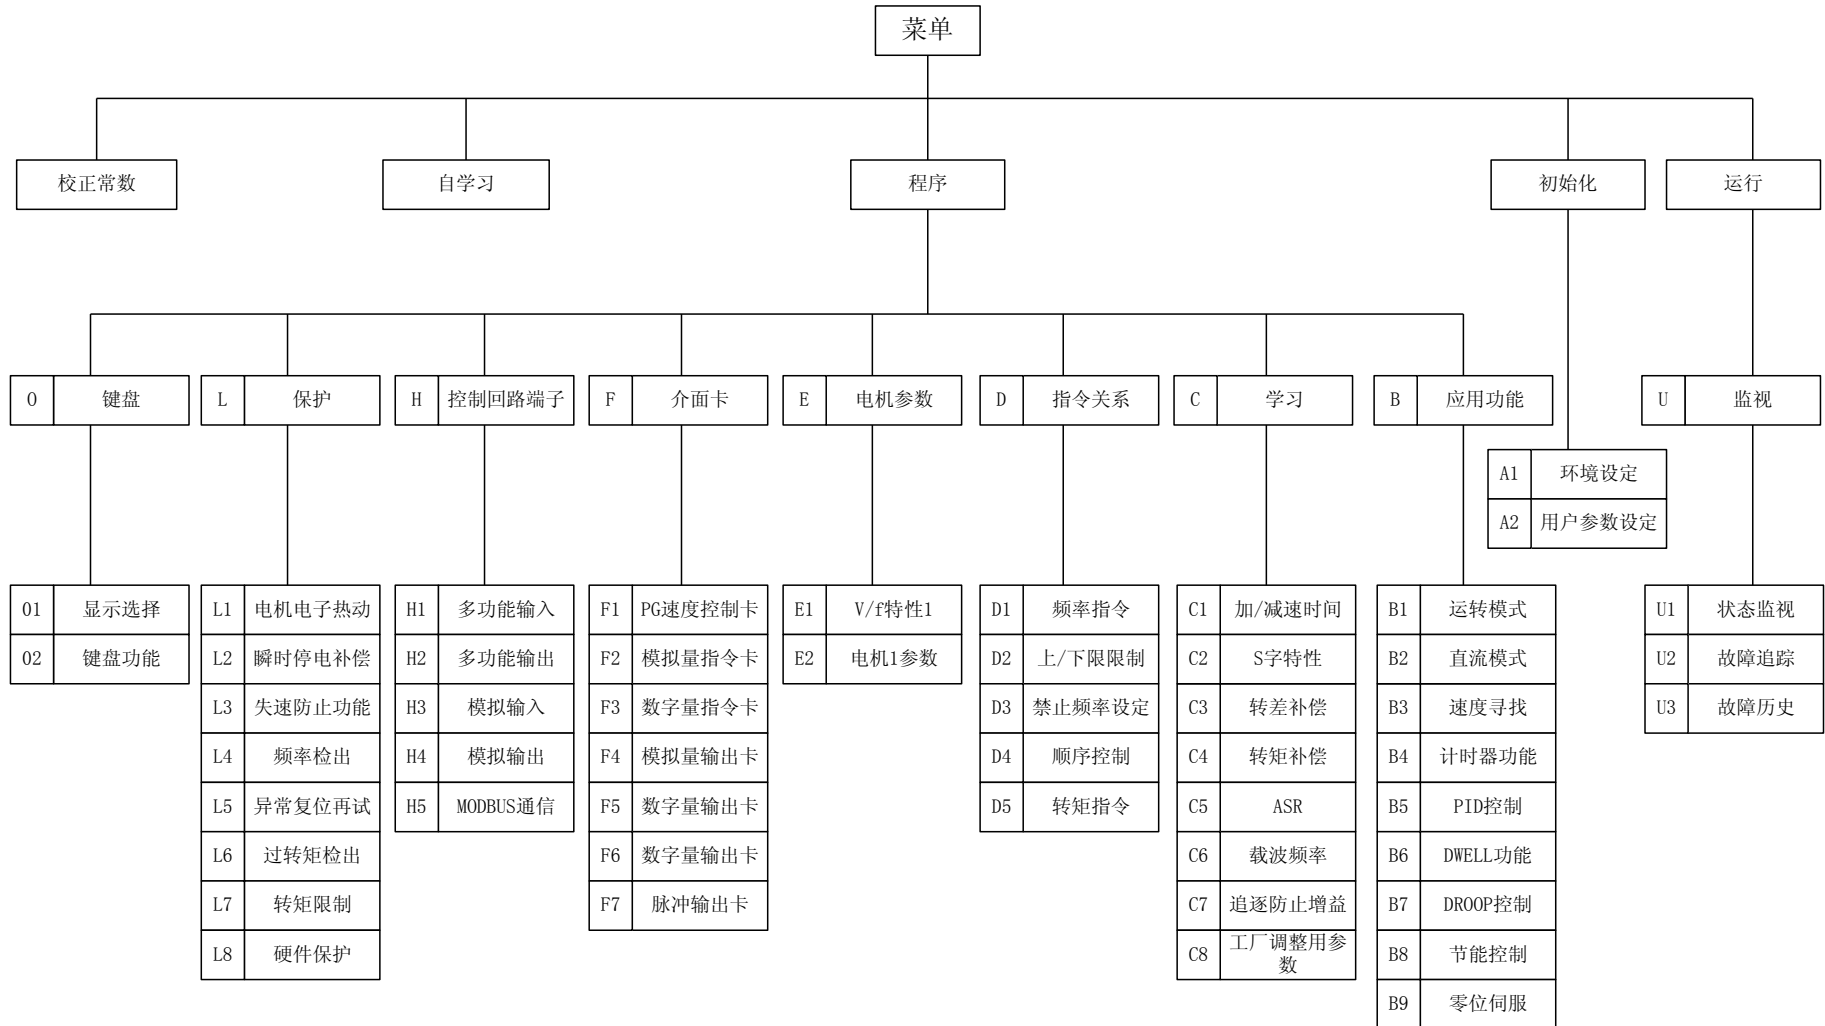 菜单
校正常数
自学习
程序
初始化
运行
O 键盘
L 保护
H 控制回路端子
F 介面卡
E 电机参数
D 指令关系
C 学习
B 应用功能
U 监视
A1 环境设定
A2 用户参数设定
O1 显示选择
O2 键盘功能
L1 电机电子热动
L2 瞬时停电补偿
L3 失速防止功能
L4 频率检出
L5 异常复位再试
L6 过转矩检出
L7 转矩限制
L8 硬件保护
H1 多功能输入
H2 多功能输出
H3 模拟输入
H4 模拟输出
H5 MODBUS通信
F1 PG速度控制卡
F2 模拟量指令卡
F3 数字量指令卡
F4 模拟量输出卡
F5 数字量输出卡
F6 数字量输出卡
F7 脉冲输出卡
E1 V/f特性1
E2 电机1参数
D1 频率指令
D2 上/下限限制
D3 禁止频率设定
D4 顺序控制
D5 转矩指令
C1 加/减速时间
C2 S字特性
C3 转差补偿
C4 转矩补偿
C5 ASR
C6 载波频率
C7 追逐防止增益
C8 工厂调整用参
数
B1 运转模式
B2 直流模式
B3 速度寻找
B4 计时器功能
B5 PID控制
B6 DWELL功能
B7 DROOP控制
B8 节能控制
B9 零位伺服
U1 状态监视
U2 故障追踪
U3 故障历史